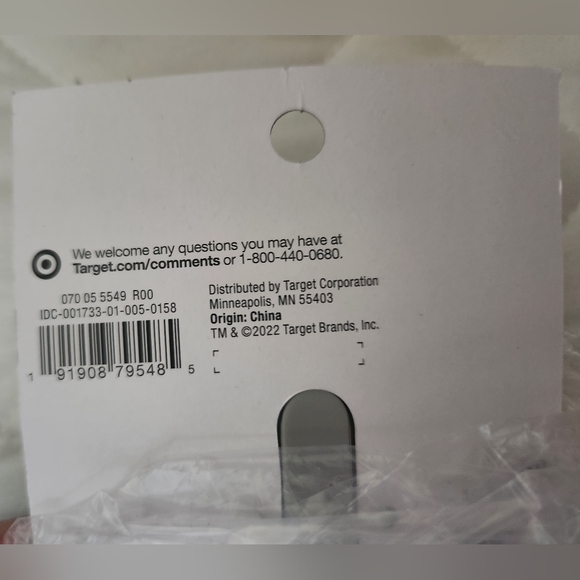 We welcome any questions you may have at
Target.com/comments or 1-800-440-0680.
070 05 5549 R00
IDC-001733-01-005-0158
1 91908 79548 5
Distributed by Target Corporation
Minneapolis, MN 55403
Origin: China
TM & ©2022 Target Brands, Inc.